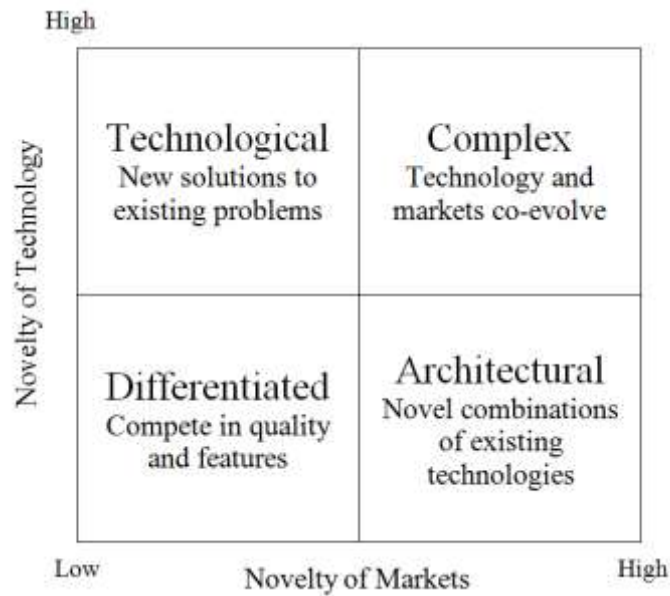 High
Novelty of Technology
Technological
New solutions to
existing problems
Complex
Technology and
markets co-evolve
Differentiated
Compete in quality
and features
Architectural
Novel combinations
of existing
technologies
Low
Novelty of Markets
High